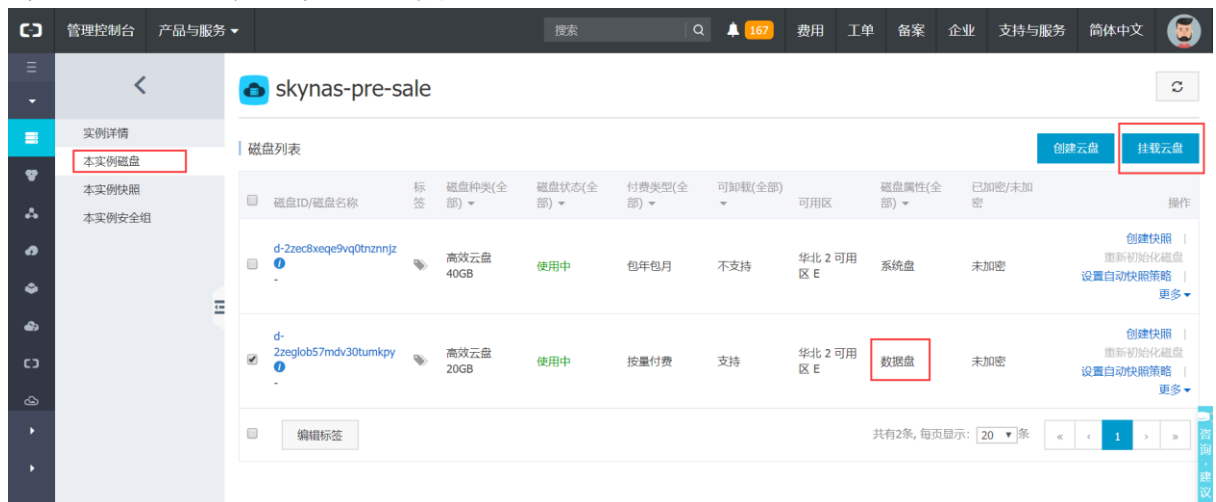 管理控制台 产品与服务 搜索 167 费用 工单 备案 企业 支持与服务 简体中文
skynas-pre-sale
实例详情
本实例磁盘
本实例快照
本实例安全组
磁盘列表 创建云盘 挂载云盘
磁盘ID/磁盘名称 标签 磁盘种类(全部) 磁盘状态(全部) 付费类型(全部) 可卸载(全部) 可用区 磁盘属性(全部) 已加密/未加密 操作
d-2zec8xeqe9vq0tnznnjz
-
高效云盘
40GB
使用中
包年包月
不支持
华北 2 可用
区 E
系统盘
未加密
创建快照 |
重新初始化磁盘
设置自动快照策略 |
更多
d-
2zeglob57mdv30tumkpy
-
高效云盘
20GB
使用中
按量付费
支持
华北 2 可用
区 E
数据盘
未加密
创建快照 |
重新初始化磁盘
设置自动快照策略 |
更多
编辑标签 共有2条, 每页显示: 20 条 « ‹ 1 › »
咨询·建议